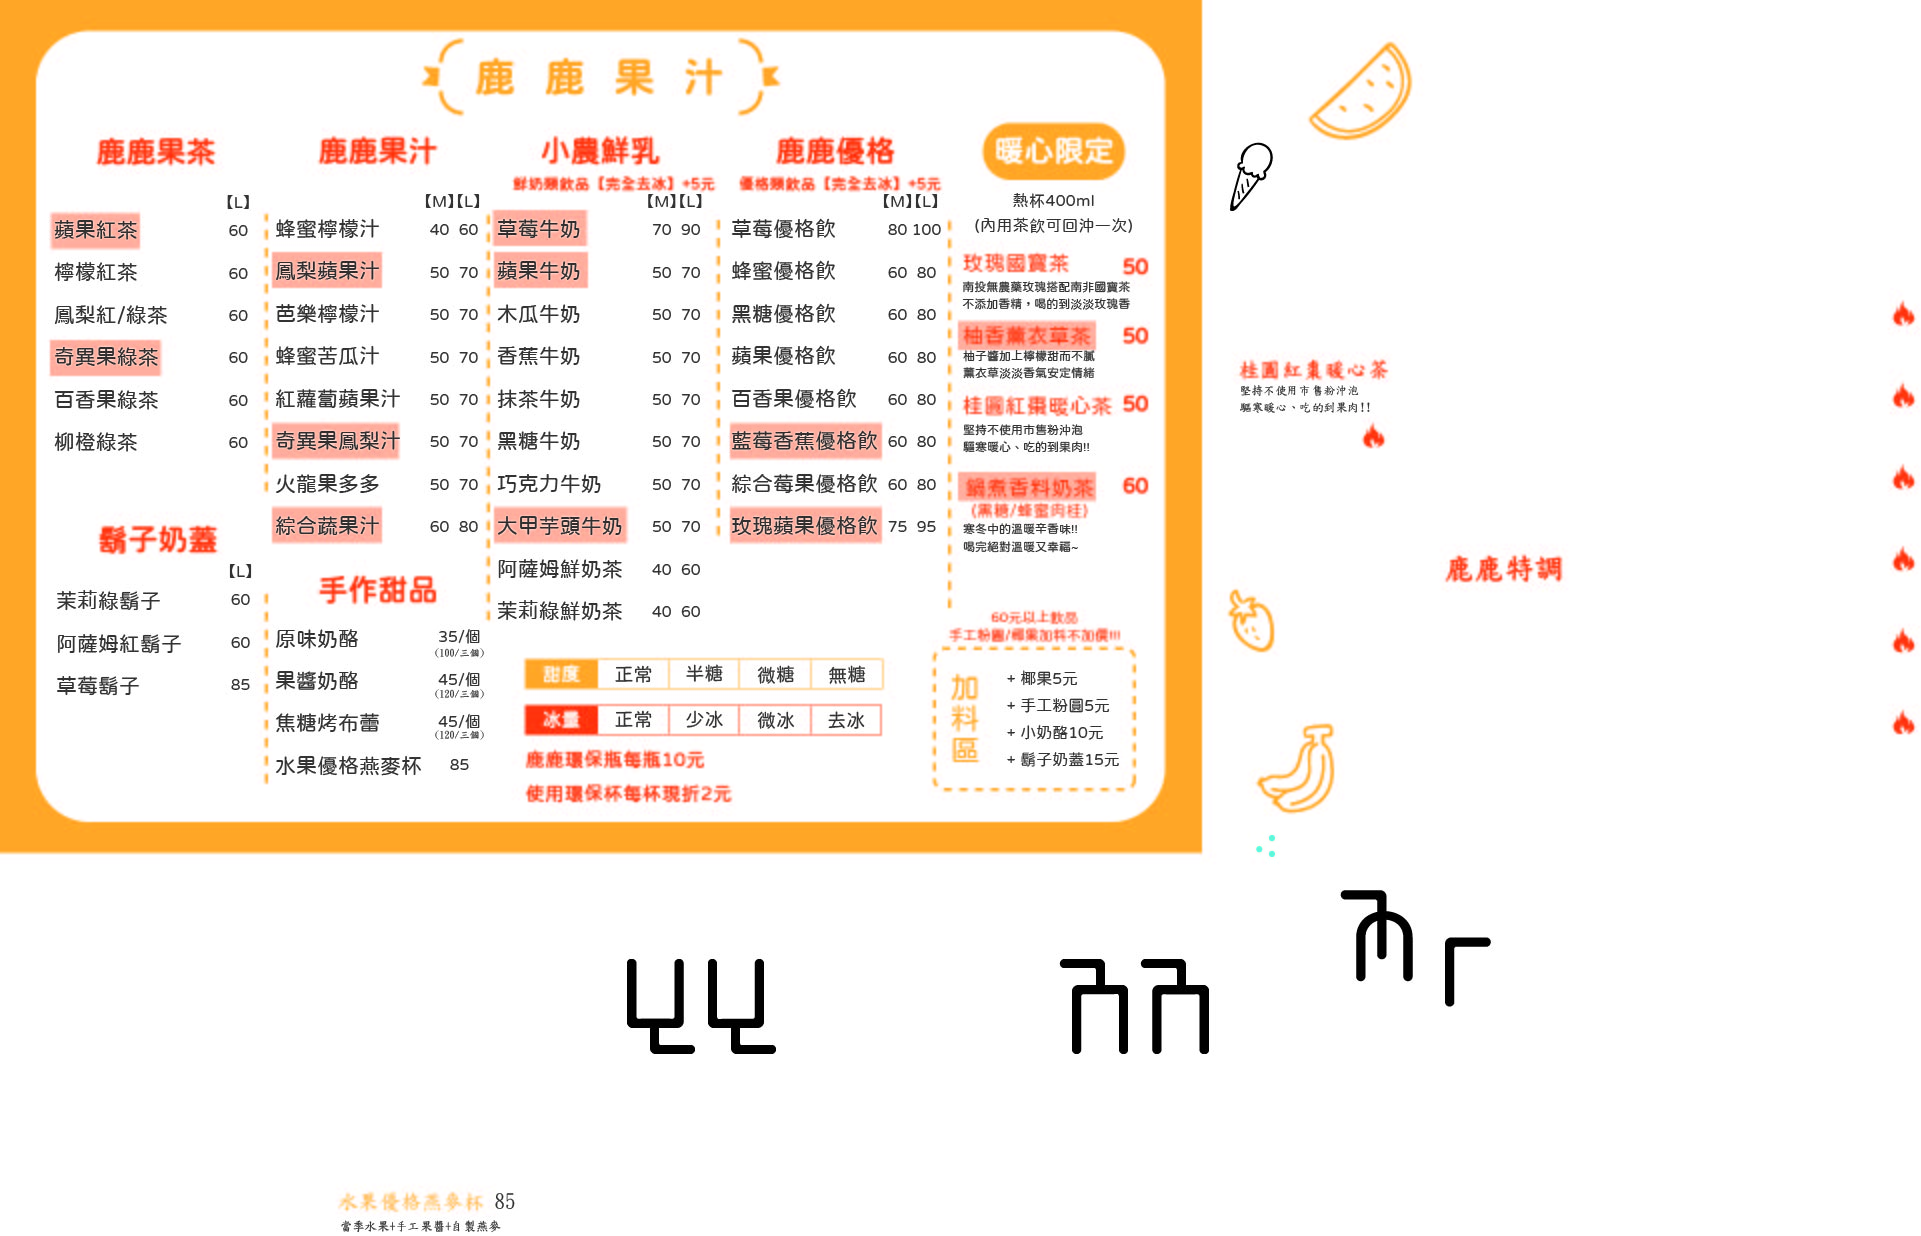 鹿鹿果汁
鹿鹿果茶
【L】
蘋果紅茶 60
檸檬紅茶 60
鳳梨紅/綠茶 60
奇異果綠茶 60
百香果綠茶 60
柳橙綠茶 60
鬍子奶蓋
【L】
茉莉綠鬍子 60
阿薩姆紅鬍子 60
草莓鬍子 85
鹿鹿果汁
【M】【L】
蜂蜜檸檬汁 40 60
鳳梨蘋果汁 50 70
芭樂檸檬汁 50 70
蜂蜜苦瓜汁 50 70
紅蘿蔔蘋果汁 50 70
奇異果鳳梨汁 50 70
火龍果多多 50 70
綜合蔬果汁 60 80
手作甜品
原味奶酪 35/個
(100/三個)
果醬奶酪 45/個
(120/三個)
焦糖烤布蕾 45/個
(120/三個)
水果優格燕麥杯 85
小農鮮乳
鮮奶類飲品【完全去冰】+5元
【M】【L】
草莓牛奶 70 90
蘋果牛奶 50 70
木瓜牛奶 50 70
香蕉牛奶 50 70
抹茶牛奶 50 70
黑糖牛奶 50 70
巧克力牛奶 50 70
大甲芋頭牛奶 50 70
阿薩姆鮮奶茶 40 60
茉莉綠鮮奶茶 40 60
鹿鹿優格
優格類飲品【完全去冰】+5元
【M】【L】
草莓優格飲 80 100
蜂蜜優格飲 60 80
黑糖優格飲 60 80
蘋果優格飲 60 80
百香果優格飲 60 80
藍莓香蕉優格飲 60 80
綜合莓果優格飲 60 80
玫瑰蘋果優格飲 75 95
甜度 正常 半糖 微糖 無糖
冰量 正常 少冰 微冰 去冰
鹿鹿環保瓶每瓶10元
使用環保杯每杯現折2元
暖心限定
熱杯400ml
(內用茶飲可回沖一次)
玫瑰國寶茶 50
南投無農藥玫瑰搭配南非國寶茶
不添加香精，喝的到淡淡玫瑰香
柚香薰衣草茶 50
柚子醬加上檸檬甜而不膩
薰衣草淡淡香氣安定情緒
桂圓紅棗暖心茶 50
堅持不使用市售粉沖泡
驅寒暖心、吃的到果肉!!
鍋煮香料奶茶 60
(黑糖/蜂蜜肉桂)
寒冬中的溫暖辛香味!!
喝完絕對溫暖又幸福~
60元以上飲品
手工粉圓/椰果加料不加價!!!
加料區
+ 椰果5元
+ 手工粉圓5元
+ 小奶酪10元
+ 鬍子奶蓋15元
桂圓紅棗暖心茶
堅持不使用市售粉沖泡
驅寒暖心、吃的到果肉!!
鹿鹿特調
水果優格燕麥杯 85
當季水果+手工果醬+自製燕麥